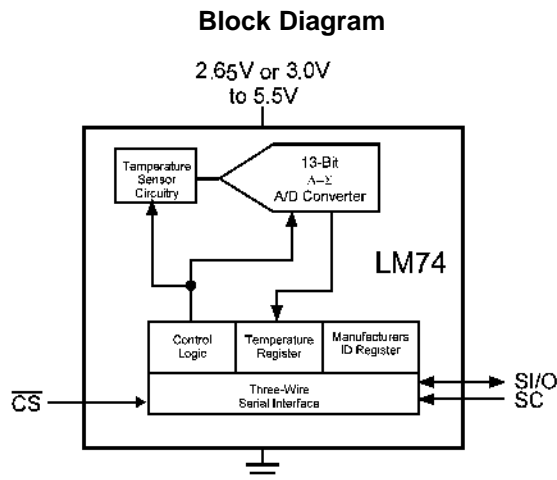 Block Diagram
2.65V or 3.0V
to 5.5V
Temperature
Sensor
Circuitry
13-Bit
Δ–Σ
A/D Converter
LM74
Control
Logic
Temperature
Register
Manufacturers
ID Register
Three-Wire
Serial Interface
CS
SI/O
SC